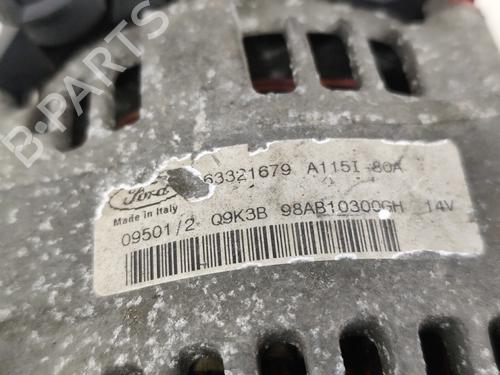 B-PARTS
Ford 63321679 A115I 80A
Made in Italy
09501/2 Q9K3B 98AB10300GH 14V